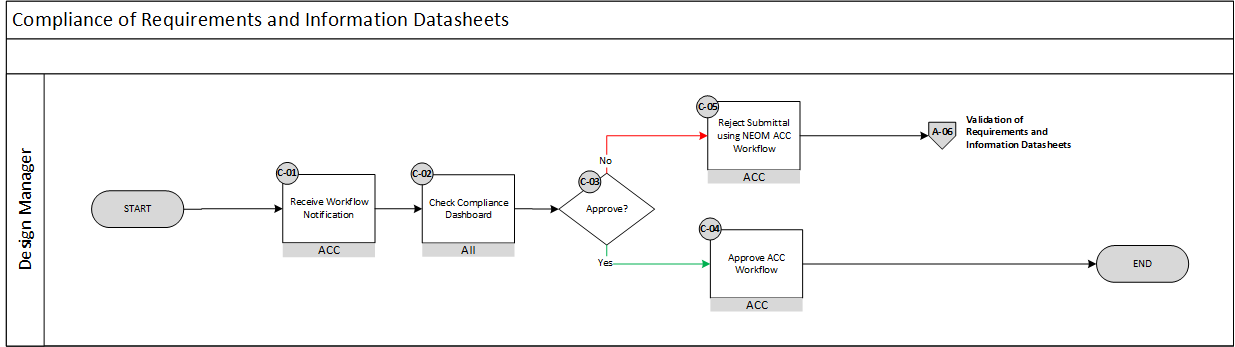 Compliance of Requirements and Information Datasheets
Design Manager
START
C-01
Receive Workflow
Notification
ACC
C-02
Check Compliance
Dashboard
All
C-03
Approve?
No
Yes
C-05
Reject Submittal
using NEOM ACC
Workflow
ACC
A-06
Validation of
Requirements and
Information Datasheets
C-04
Approve ACC
Workflow
ACC
END